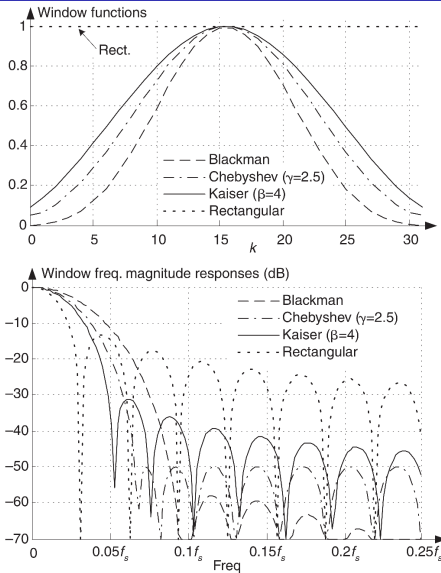 Window functions
1
Rect.
0.8
0.6
0.4
0.2
0
Blackman
Chebyshev (γ=2.5)
Kaiser (β=4)
Rectangular
0 5 10 15 20 25 30
k
Window freq. magnitude responses (dB)
0
−10
−20
−30
−40
−50
−60
−70
Blackman
Chebyshev (γ=2.5)
Kaiser (β=4)
Rectangular
0 0.05fs 0.1fs 0.15fs 0.2fs 0.25fs
Freq